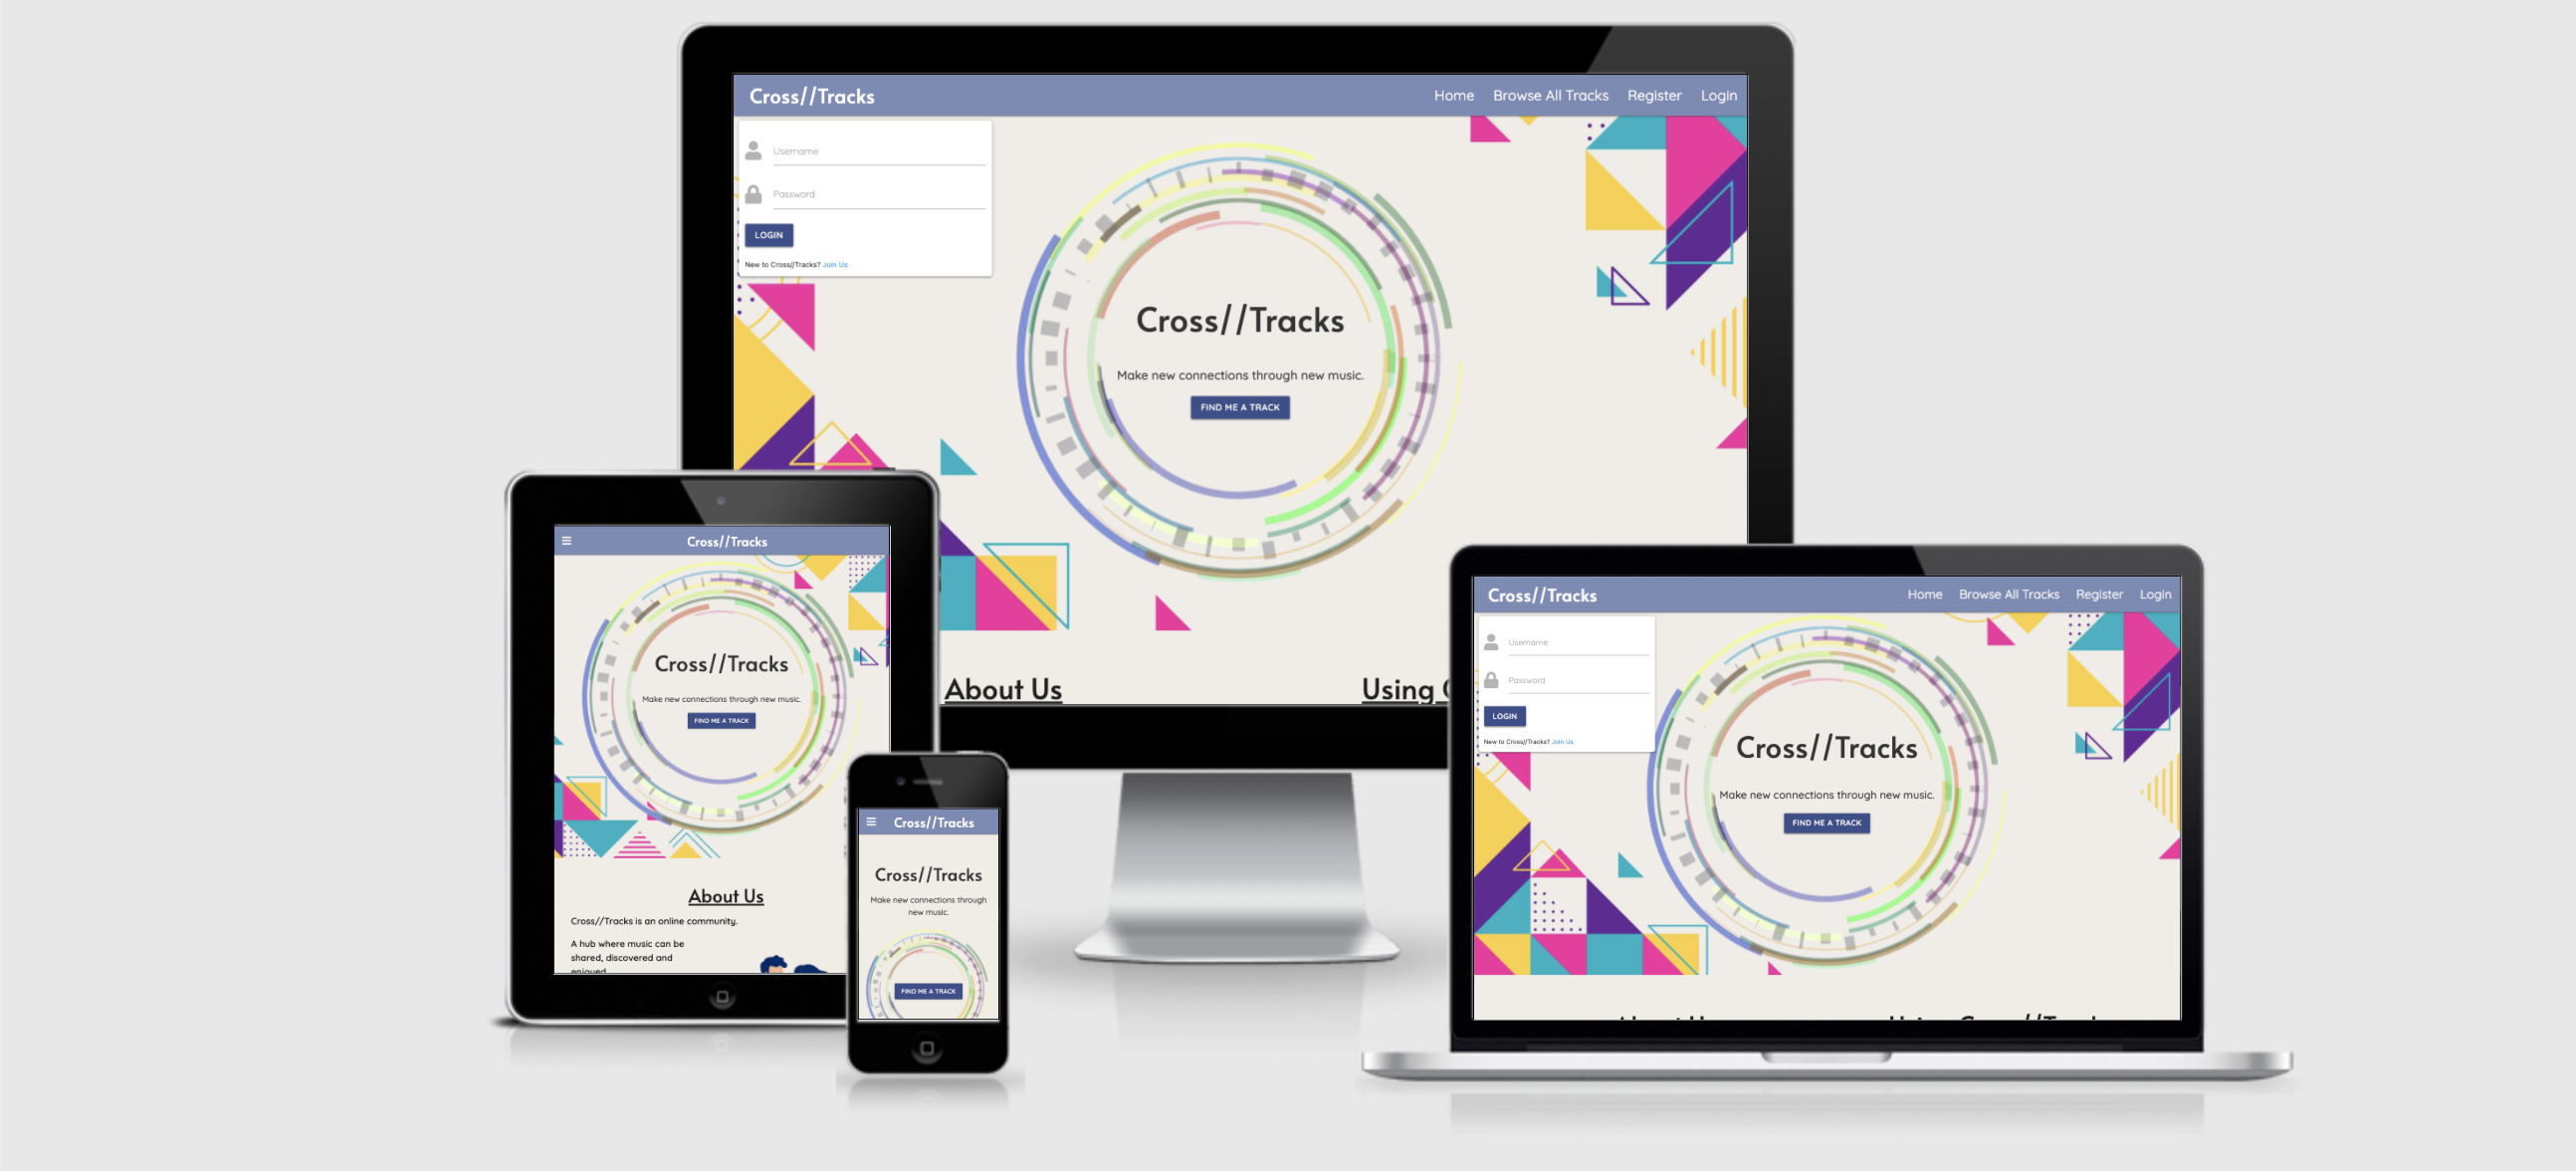 Cross//Tracks
Home Browse All Tracks Register Login
Username
Password
LOGIN
New to Cross//Tracks? Join Us
Cross//Tracks
Make new connections through new music.
FIND ME A TRACK
About Us
Using
Cross//Tracks
Cross//Tracks
Make new connections through new music.
FIND ME A TRACK
About Us
Cross//Tracks is an online community.
A hub where music can be
shared, discovered and
enjoyed
Cross//Tracks
Cross//Tracks
Make new connections through
new music.
FIND ME A TRACK
Cross//Tracks
Home Browse All Tracks Register Login
Username
Password
LOGIN
New to Cross//Tracks? Join Us
Cross//Tracks
Make new connections through new music.
FIND ME A TRACK